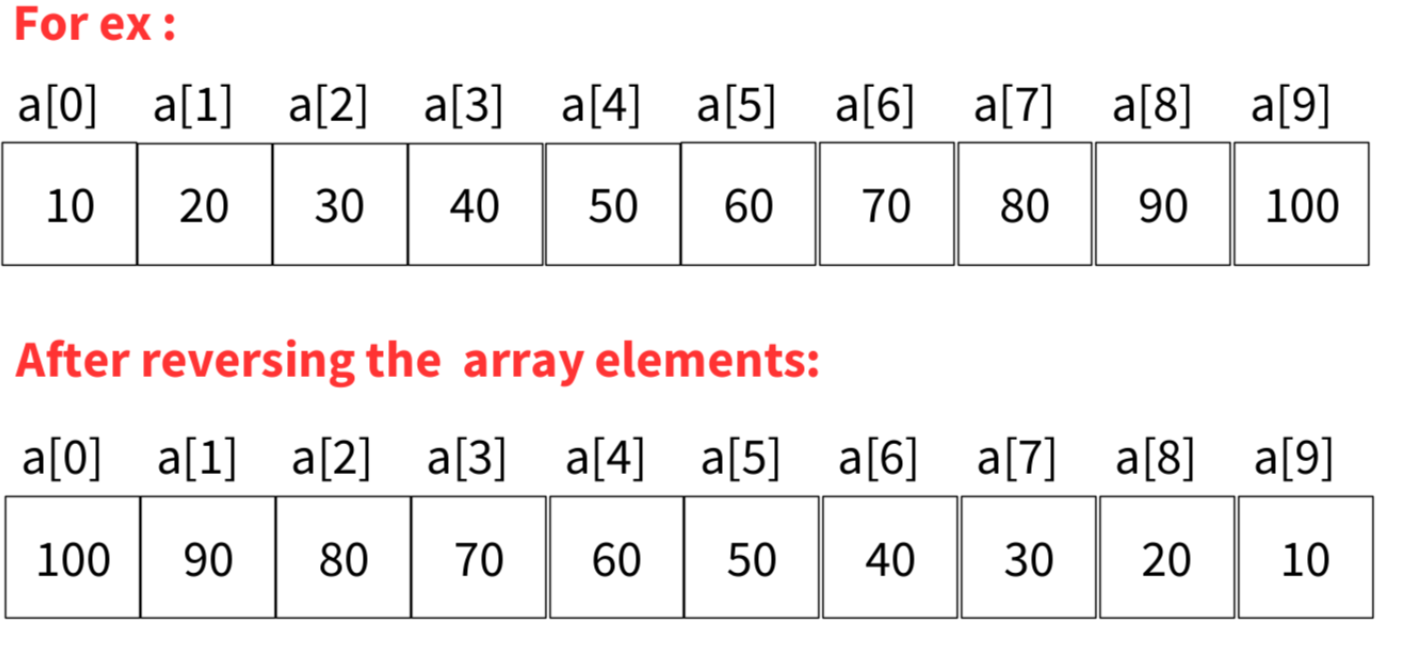 For ex :
a[0] a[1] a[2] a[3] a[4] a[5] a[6] a[7] a[8] a[9]
10 20 30 40 50 60 70 80 90 100
After reversing the array elements:
a[0] a[1] a[2] a[3] a[4] a[5] a[6] a[7] a[8] a[9]
100 90 80 70 60 50 40 30 20 10